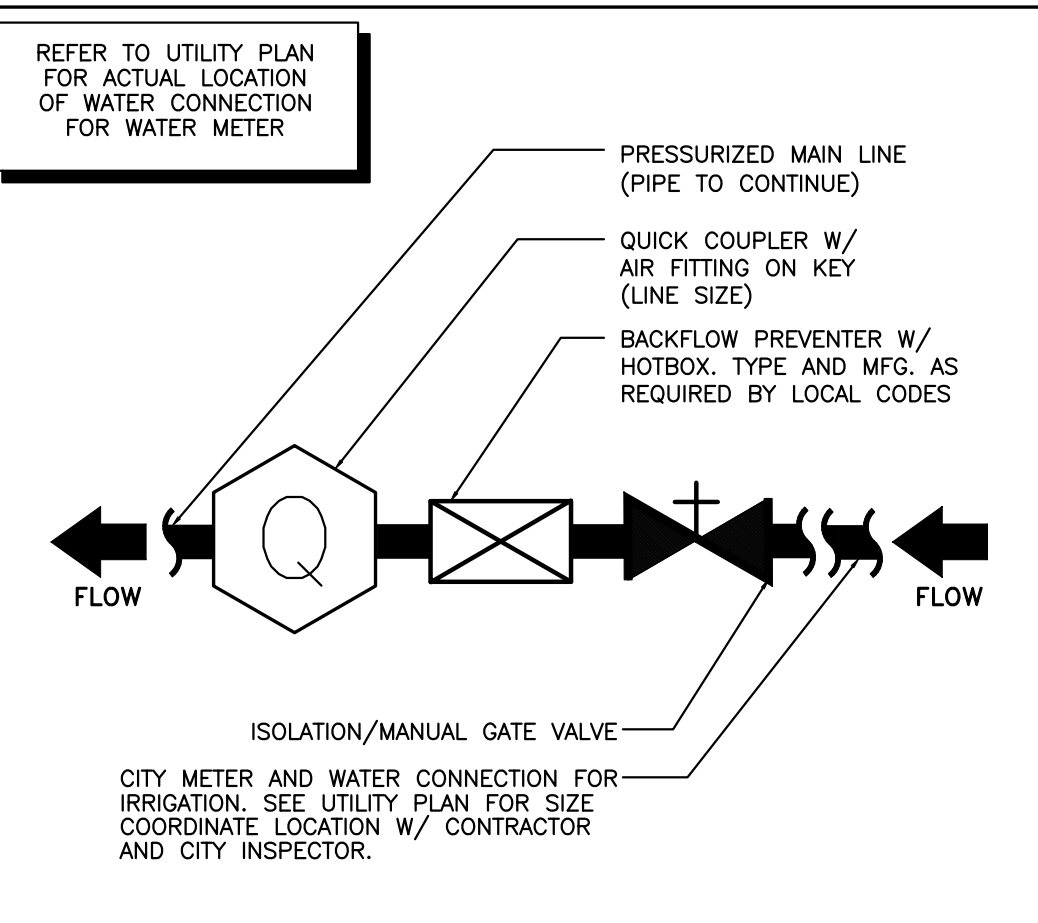 REFER TO UTILITY PLAN
FOR ACTUAL LOCATION
OF WATER CONNECTION
FOR WATER METER
PRESSURIZED MAIN LINE
(PIPE TO CONTINUE)
QUICK COUPLER W/
AIR FITTING ON KEY
(LINE SIZE)
BACKFLOW PREVENTER W/
HOTBOX. TYPE AND MFG. AS
REQUIRED BY LOCAL CODES
Q
FLOW
FLOW
ISOLATION/MANUAL GATE VALVE
CITY METER AND WATER CONNECTION FOR
IRRIGATION. SEE UTILITY PLAN FOR SIZE
COORDINATE LOCATION W/ CONTRACTOR
AND CITY INSPECTOR.